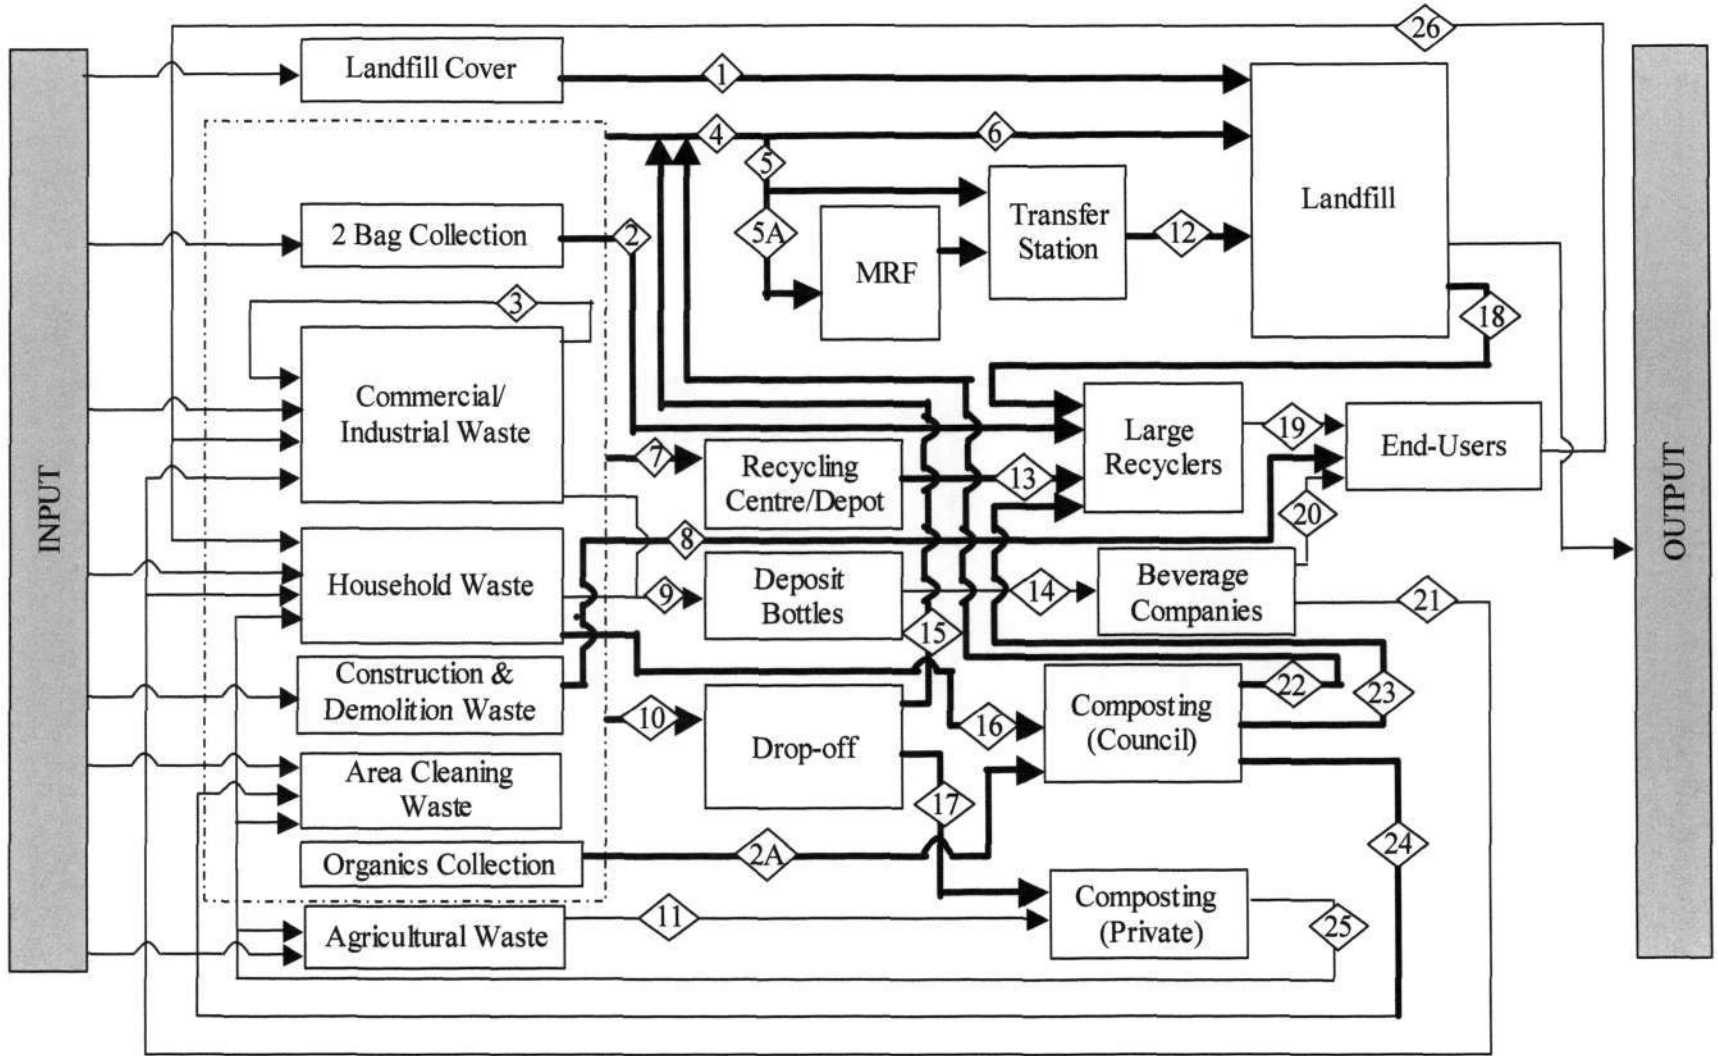 26
Landfill Cover
1
4
6
5
2 Bag Collection
2
5A
MRF
Transfer
Station
12
Landfill
3
18
Commercial/
Industrial Waste
Large
Recyclers
19
End-Users
7
Recycling
Centre/Depot
13
20
INPUT
OUTPUT
8
Household Waste
9
Deposit
Bottles
14
Beverage
Companies
21
15
Construction &
Demolition Waste
10
Drop-off
16
Composting
(Council)
22
23
Area Cleaning
Waste
17
24
Organics Collection
2A
Agricultural Waste
11
Composting
(Private)
25